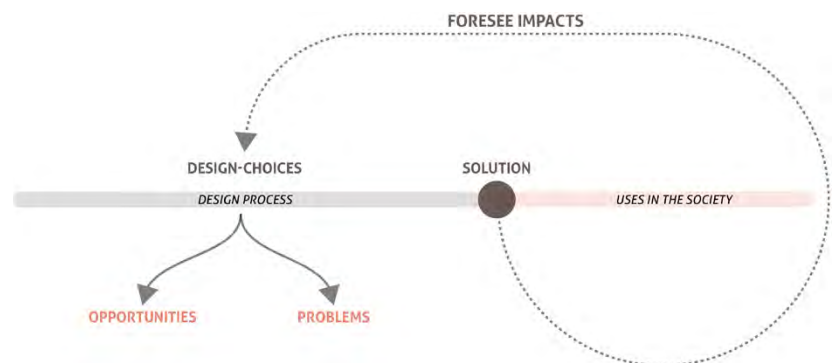 FORESEE IMPACTS
DESIGN-CHOICES
SOLUTION
DESIGN PROCESS
USES IN THE SOCIETY
OPPORTUNITIES
PROBLEMS